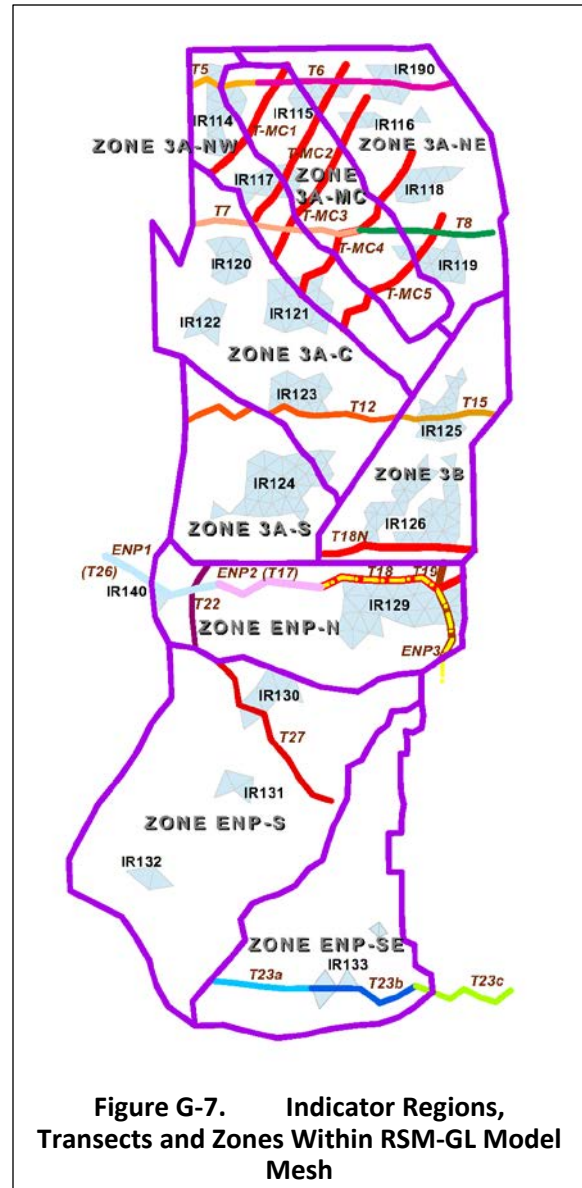 T5
T6
IR190
IR114
IR115
T-MC1
IR116
ZONE 3A-NW
ZONE 3A-NE
T-MC2
IR117
ZONE
3A-MC
IR118
T-MC3
T7
T8
T-MC4
IR120
IR119
T-MC5
IR121
IR122
ZONE 3A-C
IR123
T12
T15
IR125
ZONE 3B
IR124
IR126
ZONE 3A-S
T18N
ENP1
(T26)
ENP2 (T17)
T18
T19
IR140
T22
IR129
ZONE ENP-N
ENP3
IR130
T27
IR131
ZONE ENP-S
IR132
ZONE ENP-SE
IR133
T23a
T23b
T23c
Figure G-7. Indicator Regions,
Transects and Zones Within RSM-GL Model
Mesh